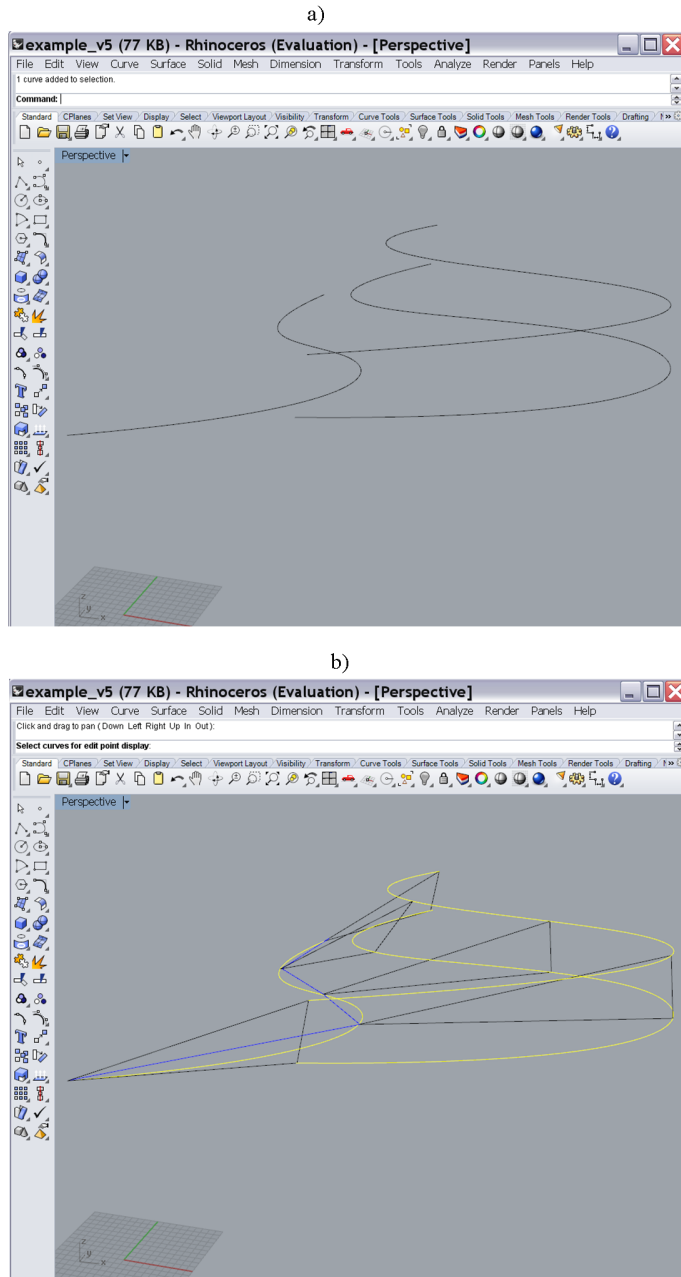 a)
example_v5 (77 KB) - Rhinoceros (Evaluation) - [Perspective]
File Edit View Curve Surface Solid Mesh Dimension Transform Tools Analyze Render Panels Help
1 curve added to selection.
Command:
Standard CPlanes Set View Display Select Viewport Layout Visibility Transform Curve Tools Surface Tools Solid Tools Mesh Tools Render Tools Drafting
Perspective
z
y
x
b)
example_v5 (77 KB) - Rhinoceros (Evaluation) - [Perspective]
File Edit View Curve Surface Solid Mesh Dimension Transform Tools Analyze Render Panels Help
Click and drag to pan ( Down Left Right Up In Out ):
Select curves for edit point display:
Standard CPlanes Set View Display Select Viewport Layout Visibility Transform Curve Tools Surface Tools Solid Tools Mesh Tools Render Tools Drafting
Perspective
z
y
x